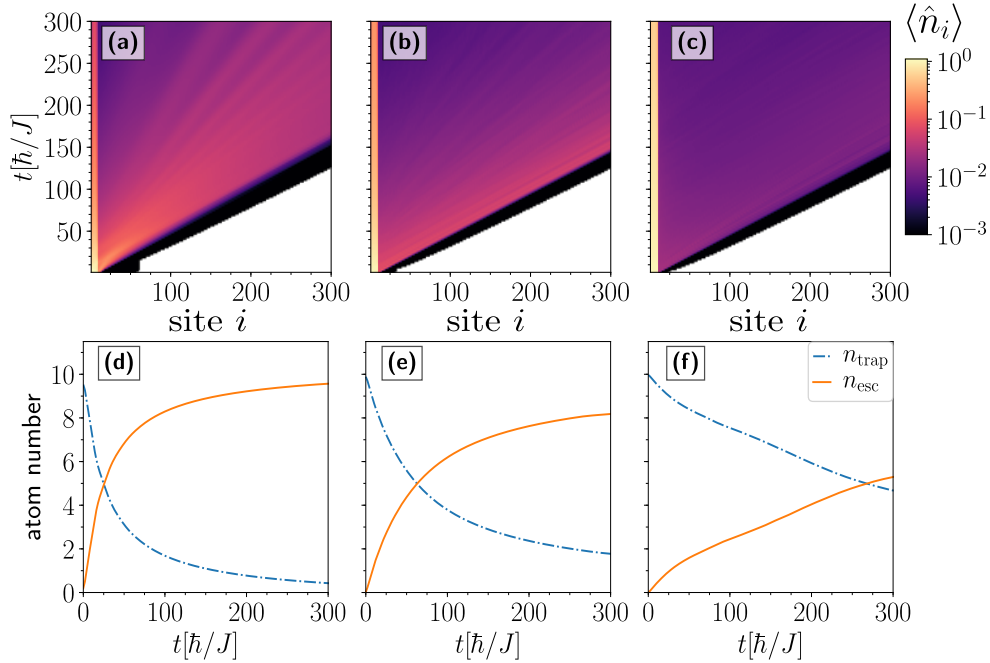 (a) (b) (c) ⟨n̂ᵢ⟩
300
250
200
150
100
50
t[ħ/J]
10⁰
10⁻¹
10⁻²
10⁻³
100 200 300 100 200 300 100 200 300
site i site i site i
(d) (e) (f)
n_trap
n_esc
10
8
6
4
2
0
atom number
0 100 200 300 0 100 200 300 0 100 200 300
t[ħ/J] t[ħ/J] t[ħ/J]